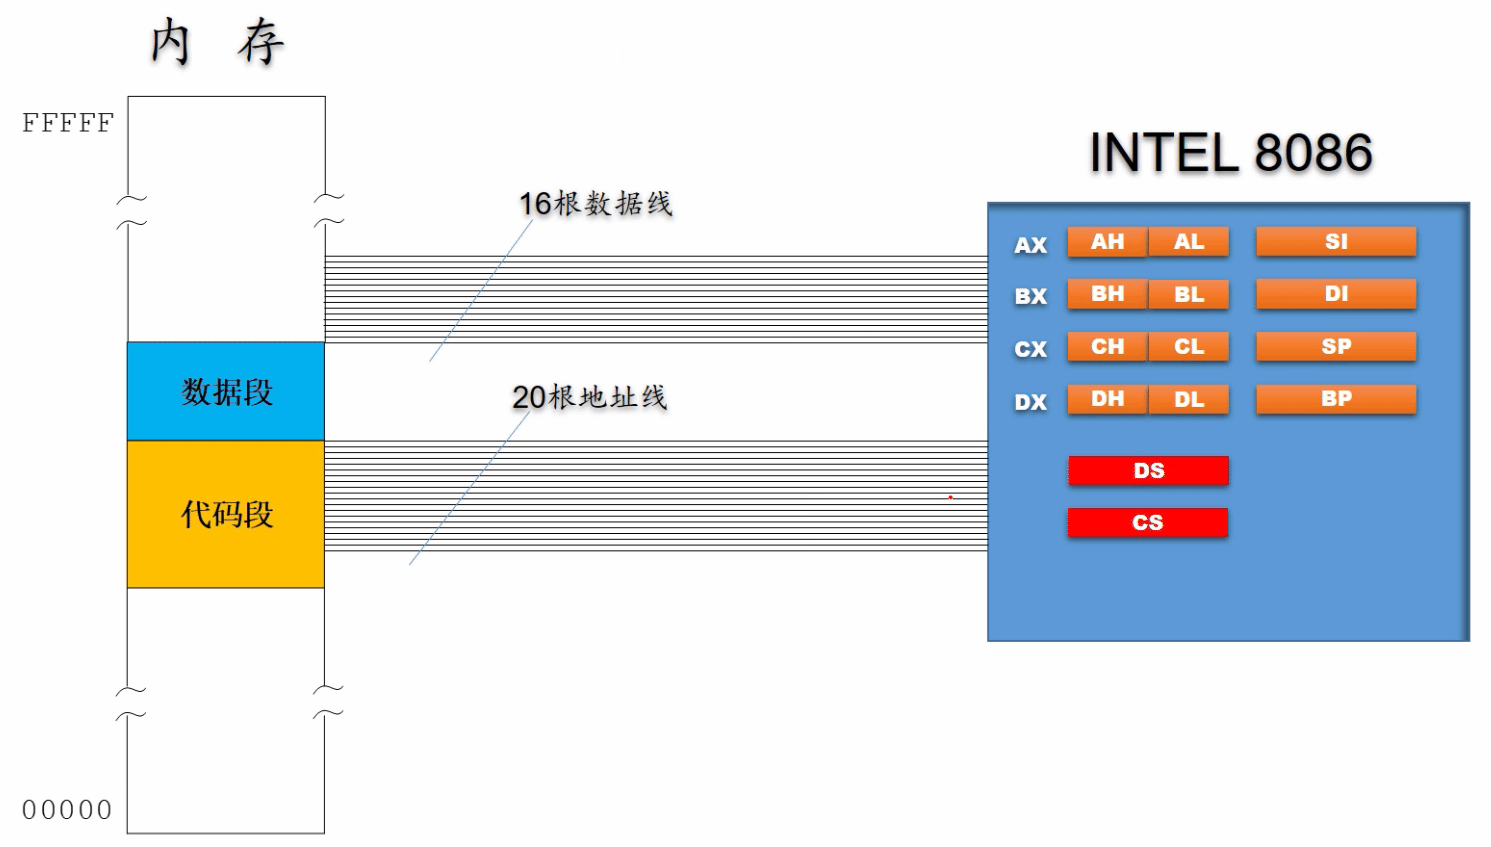 内 存
FFFFF
INTEL 8086
16根数据线
AX AH AL SI
BX BH BL DI
CX CH CL SP
数据段
20根地址线
DX DH DL BP
DS
代码段
CS
00000